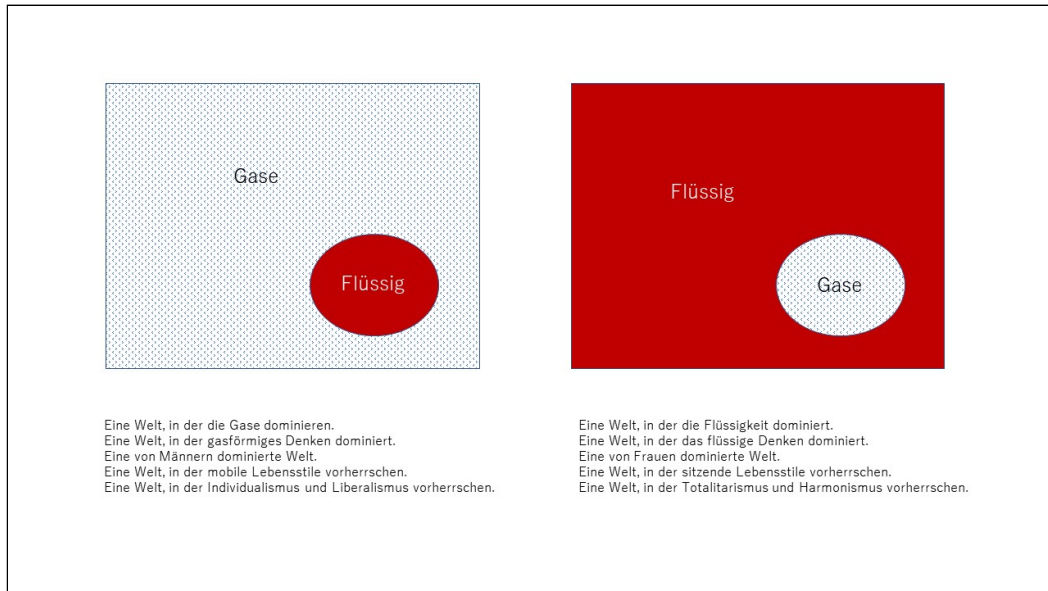 Gase
Flüssig
Eine Welt, in der die Gase dominieren.
Eine Welt, in der gasförmiges Denken dominiert.
Eine von Männern dominierte Welt.
Eine Welt, in der mobile Lebensstile vorherrschen.
Eine Welt, in der Individualismus und Liberalismus vorherrschen.
Flüssig
Gase
Eine Welt, in der die Flüssigkeit dominiert.
Eine Welt, in der das flüssige Denken dominiert.
Eine von Frauen dominierte Welt.
Eine Welt, in der sitzende Lebensstile vorherrschen.
Eine Welt, in der Totalitarismus und Harmonismus vorherrschen.